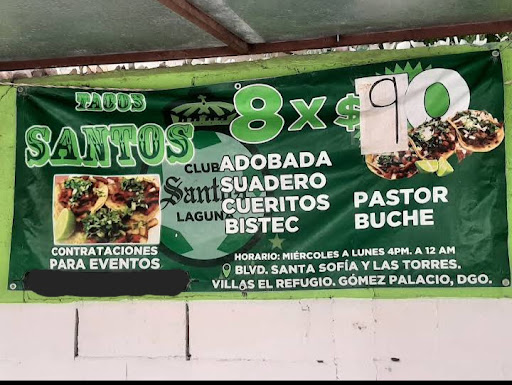 TACOS
SANTOS
8 x $90
CLUB
Santos
LAGUNA
ADOBADA
SUADERO
CUERITOS
BISTEC
PASTOR
BUCHE
CONTRATACIONES
PARA EVENTOS
HORARIO: MIÉRCOLES A LUNES 4PM. A 12 AM
BLVD. SANTA SOFÍA Y LAS TORRES.
VILLAS EL REFUGIO. GÓMEZ PALACIO, DGO.